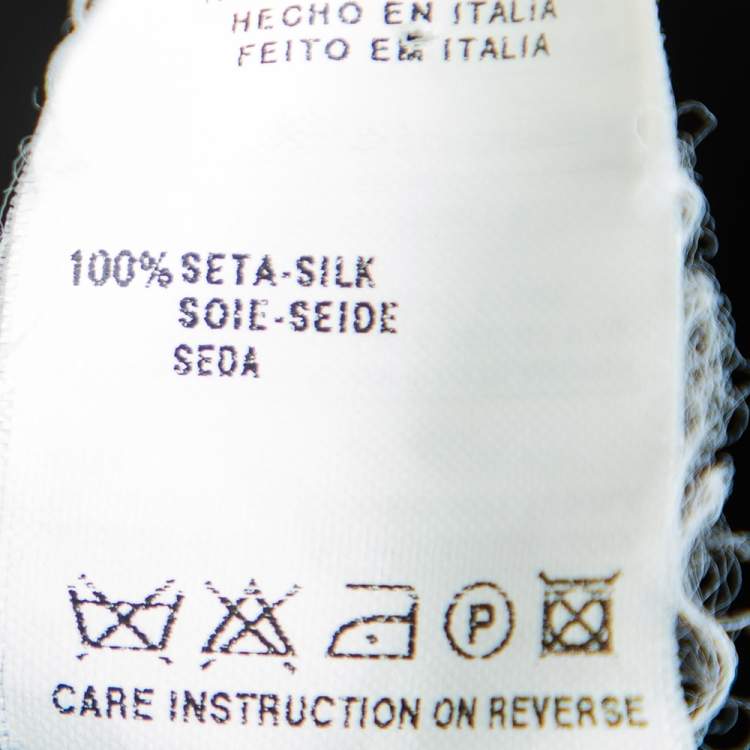 HECHO EN ITALIA
FEITO EM ITALIA
100% SETA-SILK
SOIE-SEIDE
SEDA
P
CARE INSTRUCTION ON REVERSE